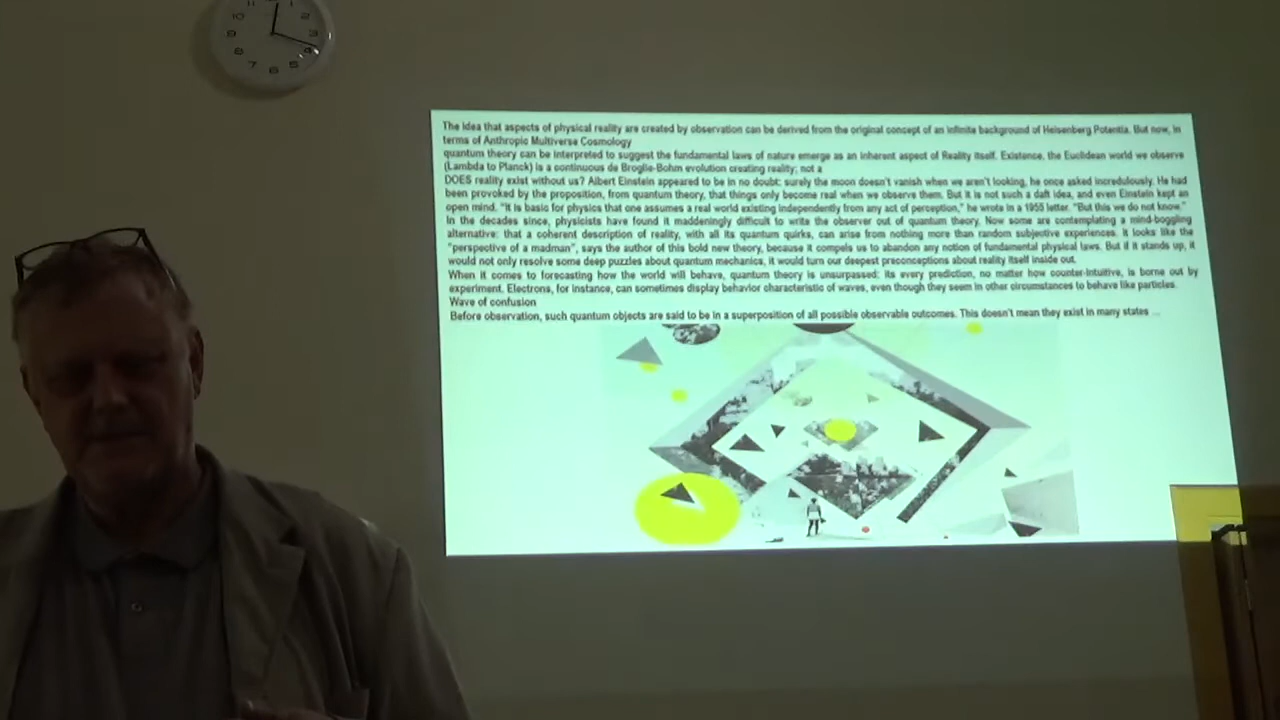 11 1
10 2
9
8 4
7 6 5
The idea that aspects of physical reality are created by observation can be derived from the original concept of an infinite background of Heisenberg Potentia. But now, in
terms of Anthropic Multiverse Cosmology
quantum theory can be interpreted to suggest the fundamental laws of nature emerge as an inherent aspect of Reality itself. Existence, the Euclidean world we observe
(Lambda to Planck) is a continuous de Broglie-Bohm evolution creating reality; not a
DOES reality exist without us? Albert Einstein appeared to be in no doubt: surely the moon doesn't vanish when we aren't looking, he once asked incredulously. He had
been provoked by the proposition, from quantum theory, that things only become real when we observe them. But it is not such a daft idea, and even Einstein kept an
open mind. "It is basic for physics that one assumes a real world existing independently from any act of perception," he wrote in a 1955 letter. "But this we do not know."
In the decades since, physicists have found it maddeningly difficult to write the observer out of quantum theory. Now some are contemplating a mind-boggling
alternative: that a coherent description of reality, with all its quantum quirks, can arise from nothing more than random subjective experiences. It looks like the
"perspective of a madman", says the author of this bold new theory, because it compels us to abandon any notion of fundamental physical laws. But if it stands up, it
would not only resolve some deep puzzles about quantum mechanics, it would turn our deepest preconceptions about reality itself inside out.
When it comes to forecasting how the world will behave, quantum theory is unsurpassed: its every prediction, no matter how counter-intuitive, is borne out by
experiment. Electrons, for instance, can sometimes display behavior characteristic of waves, even though they seem in other circumstances to behave like particles.
Wave of confusion
Before observation, such quantum objects are said to be in a superposition of all possible observable outcomes. This doesn't mean they exist in many states ...